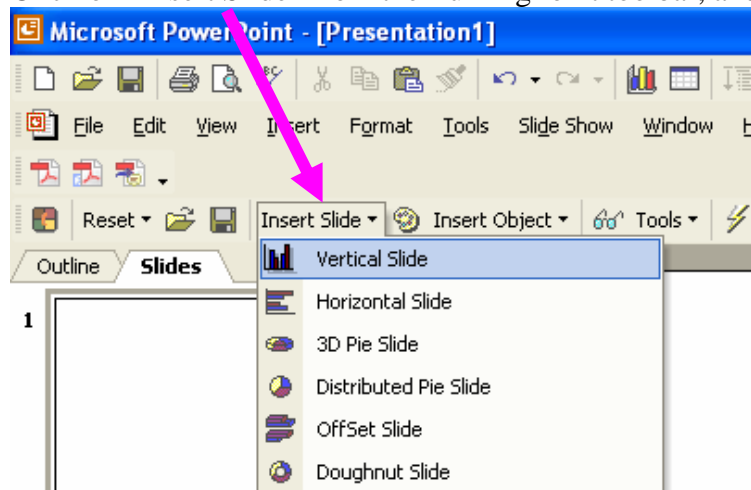 Microsoft PowerPoint - [Presentation1]
File Edit View Insert Format Tools Slide Show Window
Reset Insert Slide Insert Object Tools
Outline Slides
Vertical Slide
1
Horizontal Slide
3D Pie Slide
Distributed Pie Slide
OffSet Slide
Doughnut Slide